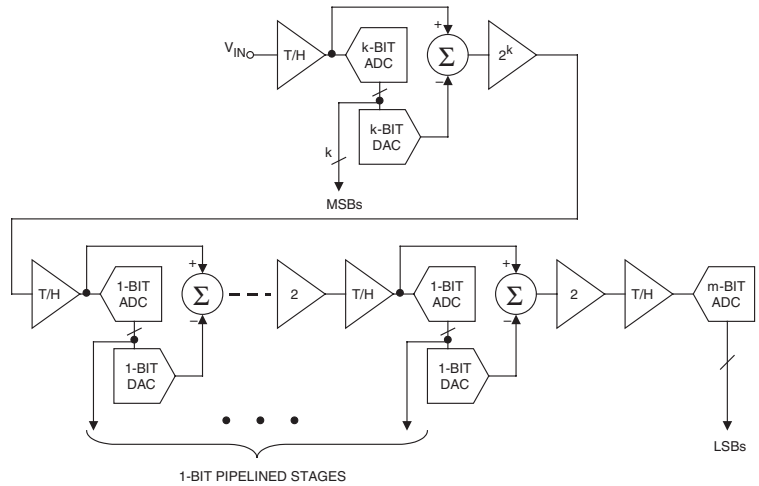 V_IN
T/H
k-BIT
ADC
+
Σ
−
2^k
k-BIT
DAC
k
MSBs
T/H
1-BIT
ADC
+
Σ
−
2
T/H
1-BIT
ADC
+
Σ
−
2
T/H
m-BIT
ADC
1-BIT
DAC
1-BIT
DAC
LSBs
1-BIT PIPELINED STAGES